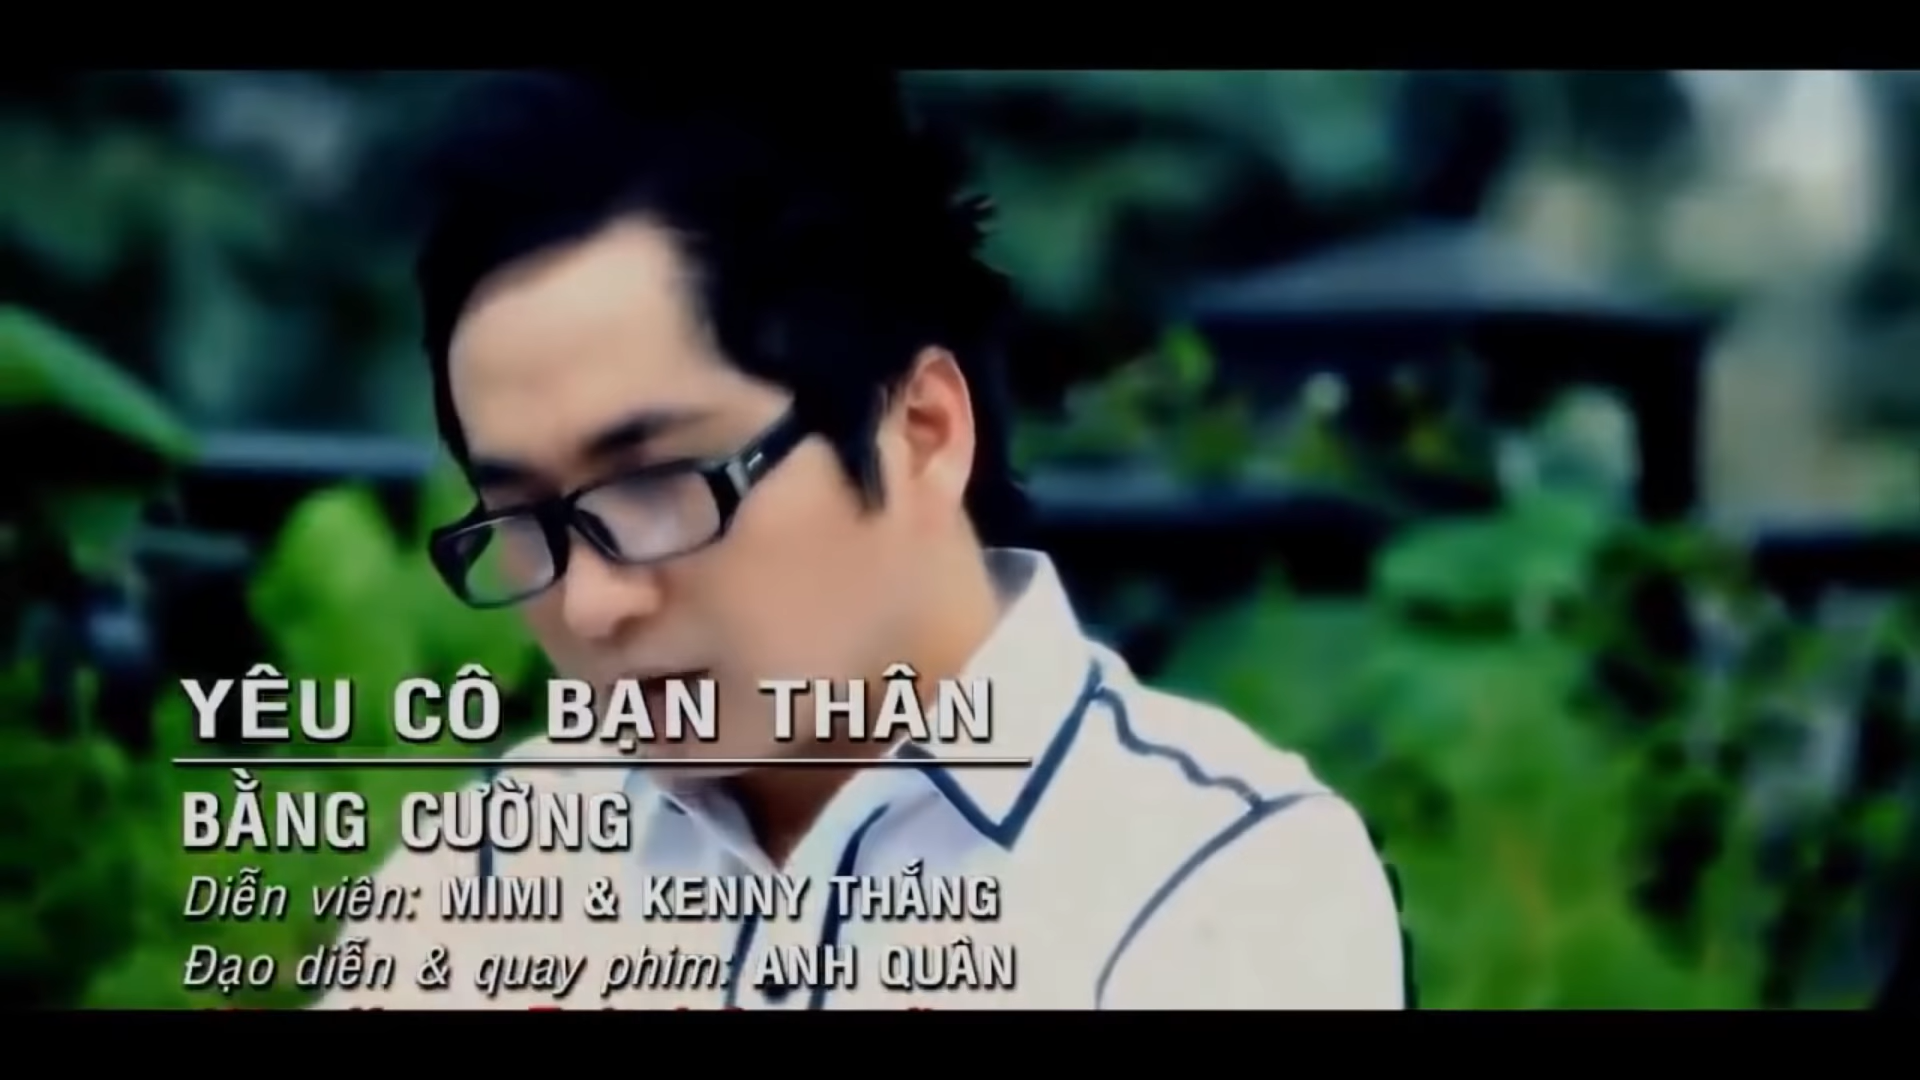 YÊU CÔ BẠN THÂN
BẰNG CƯỜNG
Diễn viên: MIMI & KENNY THẮNG
Đạo diễn & quay phim: ANH QUÂN